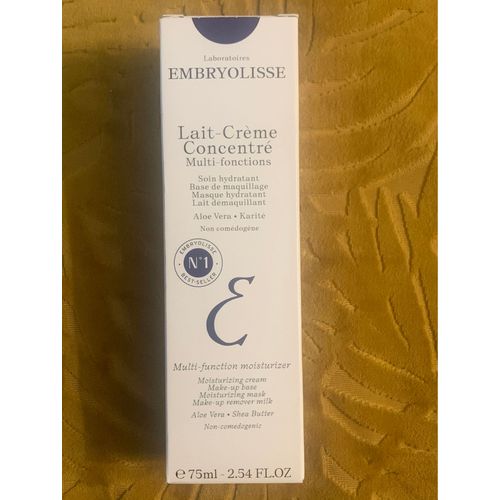 Laboratoires
EMBRYOLISSE
Lait-Crème
Concentré
Multi-fonctions
Soin hydratant
Base de maquillage
Masque hydratant
Lait démaquillant
Aloe Vera • Karité
Non comédogène
EMBRYOLISSE
N°1
BEST-SELLER
E
Multi-function moisturizer
Moisturizing cream
Make-up base
Moisturizing mask
Make-up remover milk
Aloe Vera • Shea Butter
Non-comedogenic
℮ 75ml - 2.54 FL.OZ